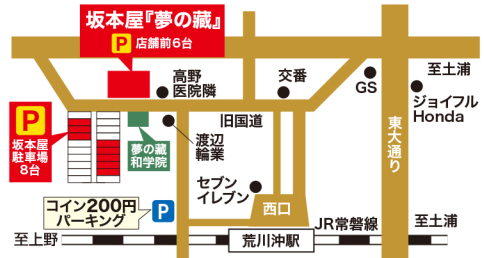 坂本屋『夢の藏』
P 店舗前6台
高野
医院隣
交番
GS
至土浦
ジョイフル
Honda
P
坂本屋
駐車場
8台
夢の藏
和学院
渡辺
輪業
旧国道
東大通り
セブン
イレブン
コイン200円
パーキング
P
西口
JR常磐線
至土浦
至上野
荒川沖駅